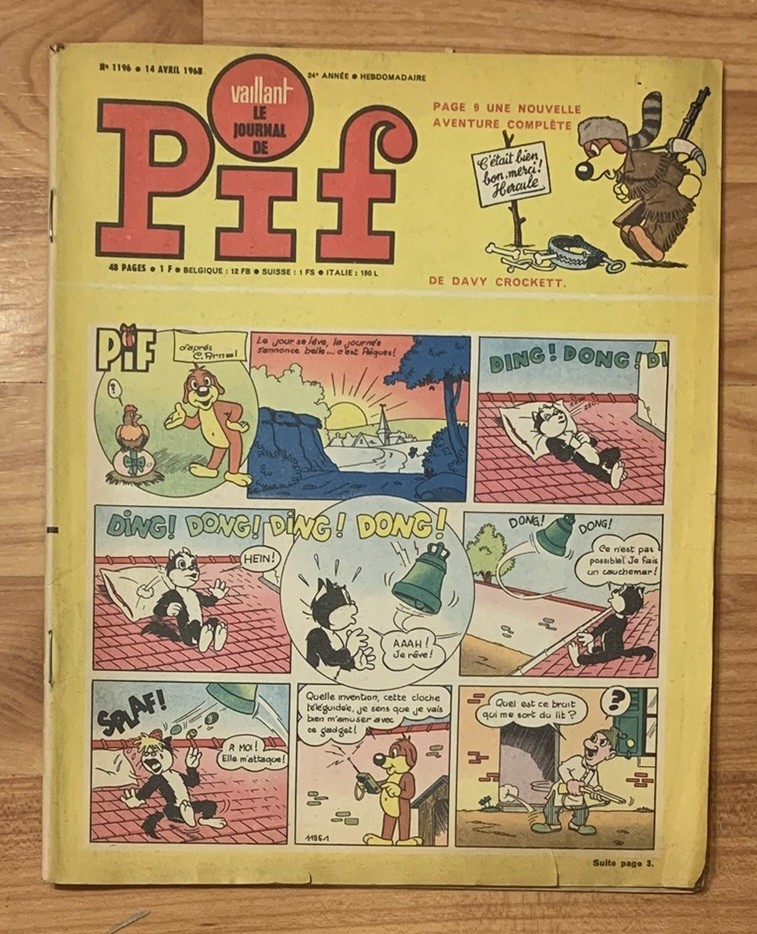 Nº 1196 • 14 AVRIL 1968
24ᵉ ANNÉE • HEBDOMADAIRE
vaillant
LE
JOURNAL
DE
Pif
PAGE 9 UNE NOUVELLE
AVENTURE COMPLÈTE
C'était bien
bon, merci!
Hercule
DE DAVY CROCKETT.
48 PAGES • 1 F • BELGIQUE : 12 FB • SUISSE : 1 FS • ITALIE : 150 L
PiF
d'après
C. Arnal
?
Le jour se lève, la journée
s'annonce belle... c'est Pâques!
DING! DONG! DI
DING! DONG! DING! DONG!
HEIN!
AAAH!
Je rêve!
DONG!
DONG!
Ce n'est pas
possible! Je fais
un cauchemar!
SPLAF!
A MOI!
Elle m'attaque!
Quelle invention, cette cloche
téléguidée, je sens que je vais
bien m'amuser avec
ce gadget!
1196.1
Quel est ce bruit
qui me sort du lit?
?
Suite page 3.